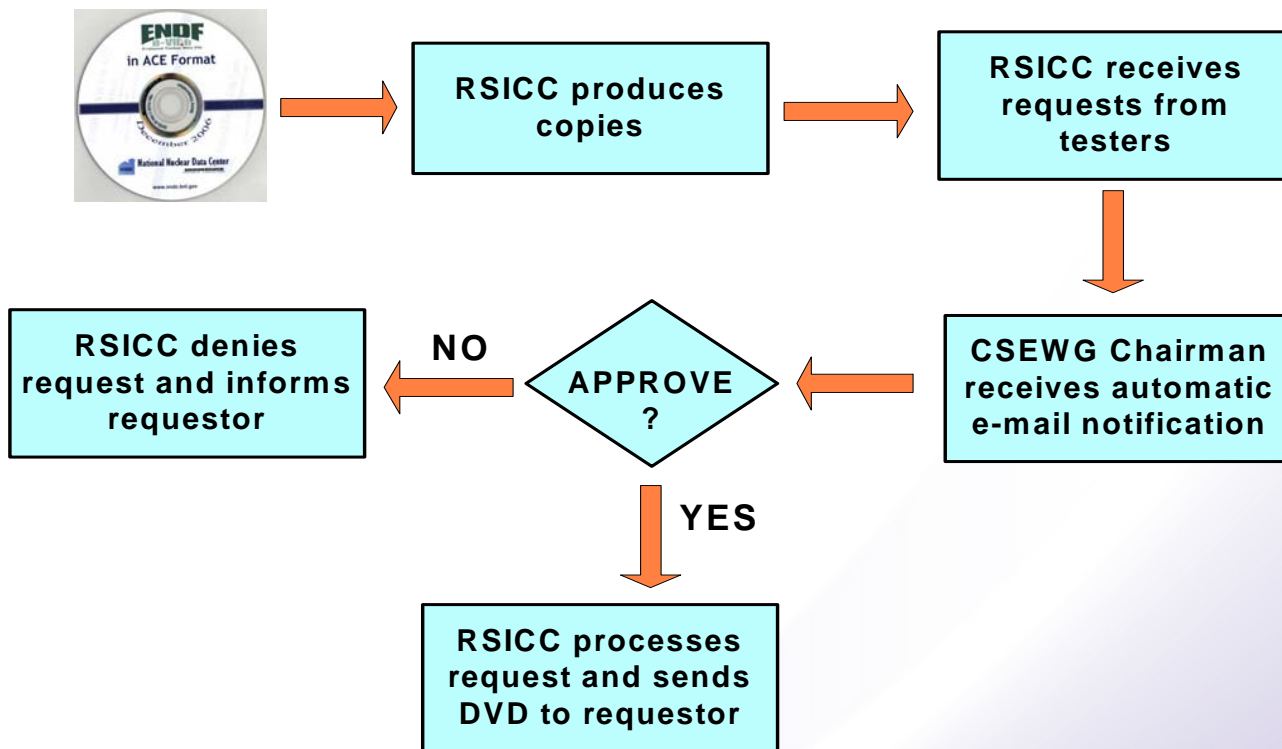 ENDF
B-VII.0
in ACE Format
December 2006
National Nuclear Data Center
RSICC produces
copies
RSICC receives
requests from
testers
CSEWG Chairman
receives automatic
e-mail notification
APPROVE
?
NO
RSICC denies
request and informs
requestor
YES
RSICC processes
request and sends
DVD to requestor